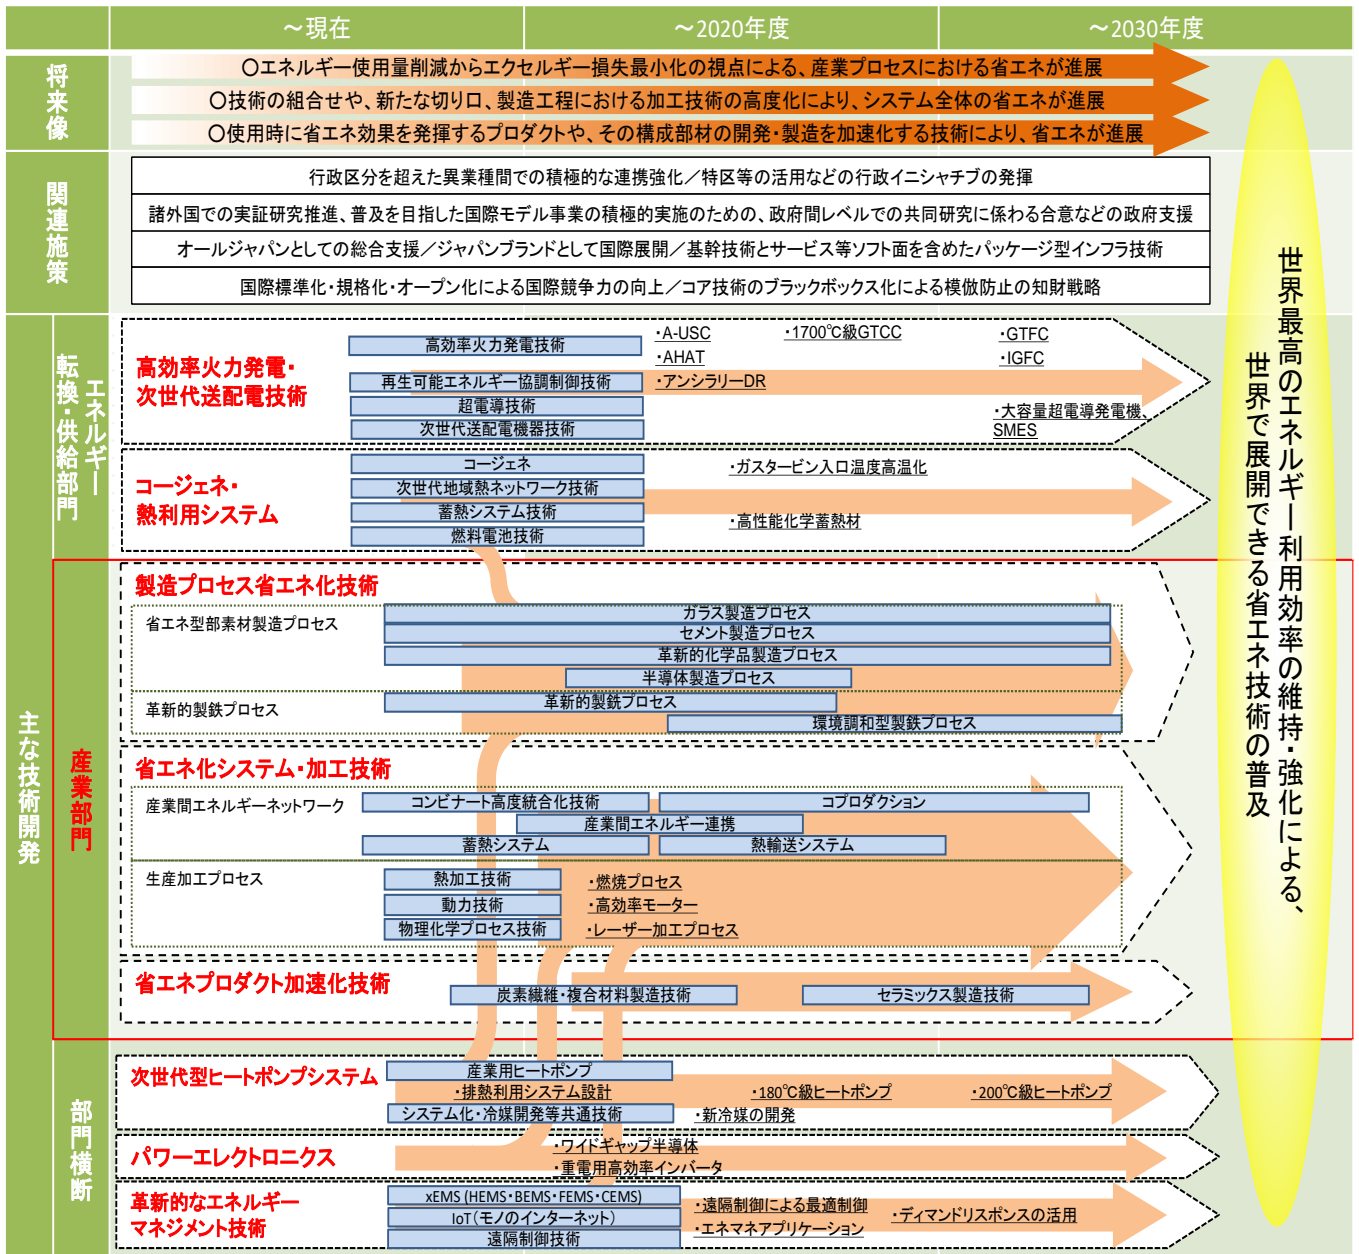 ～現在
～2020年度
～2030年度
将来像
〇エネルギー使用量削減からエクセルギー損失最小化の視点による、産業プロセスにおける省エネが進展
〇技術の組合せや、新たな切り口、製造工程における加工技術の高度化により、システム全体の省エネが進展
〇使用時に省エネ効果を発揮するプロダクトや、その構成部材の開発・製造を加速化する技術により、省エネが進展
関連施策
行政区分を超えた異業種間での積極的な連携強化／特区等の活用などの行政イニシャチブの発揮
諸外国での実証研究推進、普及を目指した国際モデル事業の積極的実施のための、政府間レベルでの共同研究に係わる合意などの政府支援
オールジャパンとしての総合支援／ジャパンブランドとして国際展開／基幹技術とサービス等ソフト面を含めたパッケージ型インフラ技術
国際標準化・規格化・オープン化による国際競争力の向上／コア技術のブラックボックス化による模倣防止の知財戦略
主な技術開発
エネルギー
転換・供給部門
高効率火力発電・
次世代送配電技術
高効率火力発電技術
再生可能エネルギー協調制御技術
超電導技術
次世代送配電機器技術
・A-USC
・1700℃級GTCC
・GTFC
・AHAT
・IGFC
・アンシラリーDR
・大容量超電導発電機、
SMES
コージェネ・
熱利用システム
コージェネ
次世代地域熱ネットワーク技術
蓄熱システム技術
燃料電池技術
・ガスタービン入口温度高温化
・高性能化学蓄熱材
産業部門
製造プロセス省エネ化技術
省エネ型部素材製造プロセス
ガラス製造プロセス
セメント製造プロセス
革新的化学品製造プロセス
半導体製造プロセス
革新的製鉄プロセス
革新的製鉄プロセス
環境調和型製鉄プロセス
省エネ化システム・加工技術
産業間エネルギーネットワーク
コンビナート高度統合化技術
コプロダクション
産業間エネルギー連携
蓄熱システム
熱輸送システム
生産加工プロセス
熱加工技術
・燃焼プロセス
動力技術
・高効率モーター
物理化学プロセス技術
・レーザー加工プロセス
省エネプロダクト加速化技術
炭素繊維・複合材料製造技術
セラミックス製造技術
部門横断
次世代型ヒートポンプシステム
産業用ヒートポンプ
・排熱利用システム設計
・180℃級ヒートポンプ
・200℃級ヒートポンプ
システム化・冷媒開発等共通技術
・新冷媒の開発
パワーエレクトロニクス
・ワイドギャップ半導体
・重電用高効率インバータ
革新的なエネルギー
マネジメント技術
xEMS (HEMS・BEMS・FEMS・CEMS)
IoT（モノのインターネット）
遠隔制御技術
・遠隔制御による最適制御
・エネマネアプリケーション
・ディマンドリスポンスの活用
世界最高のエネルギー利用効率の維持・強化による、
世界で展開できる省エネ技術の普及